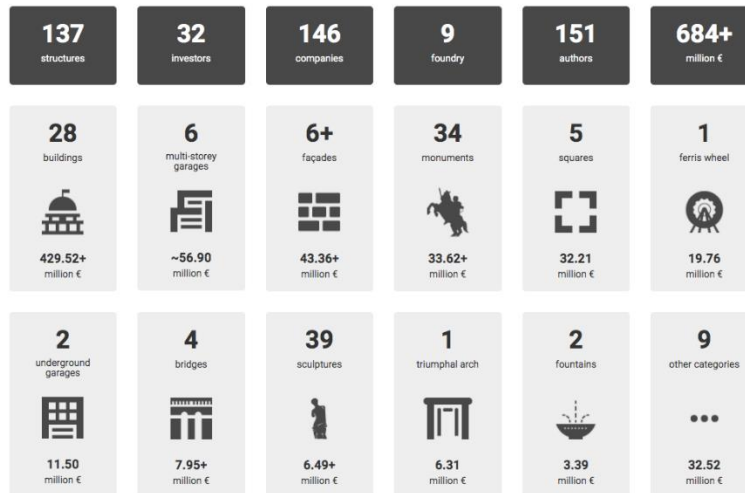 137
structures
32
investors
146
companies
9
foundry
151
authors
684+
million €
28
buildings
429.52+
million €
6
multi-storey
garages
~56.90
million €
6+
façades
43.36+
million €
34
monuments
33.62+
million €
5
squares
32.21
million €
1
ferris wheel
19.76
million €
2
underground
garages
11.50
million €
4
bridges
7.95+
million €
39
sculptures
6.49+
million €
1
triumphal arch
6.31
million €
2
fountains
3.39
million €
9
other categories
32.52
million €